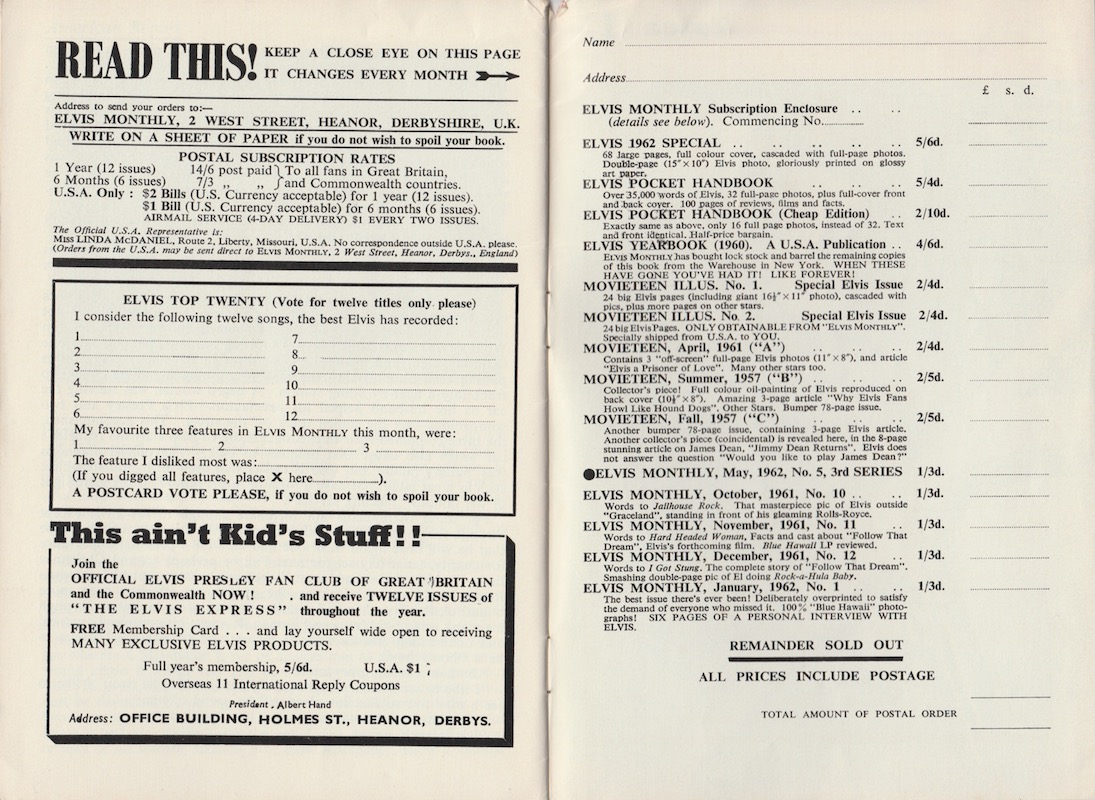 READ THIS! KEEP A CLOSE EYE ON THIS PAGE
IT CHANGES EVERY MONTH
Address to send your orders to:—
ELVIS MONTHLY, 2 WEST STREET, HEANOR, DERBYSHIRE, U.K.
WRITE ON A SHEET OF PAPER if you do not wish to spoil your book.
POSTAL SUBSCRIPTION RATES
1 Year (12 issues) 14/6 post paid } To all fans in Great Britain,
6 Months (6 issues) 7/3 „ „ } and Commonwealth countries.
U.S.A. Only : $2 Bills (U.S. Currency acceptable) for 1 year (12 issues).
$1 Bill (U.S. Currency acceptable) for 6 months (6 issues).
AIRMAIL SERVICE (4-DAY DELIVERY) $1 EVERY TWO ISSUES.
The Official U.S.A. Representative is:
MISS LINDA MCDANIEL, Route 2, Liberty, Missouri, U.S.A. No correspondence outside U.S.A. please.
(Orders from the U.S.A. may be sent direct to ELVIS MONTHLY, 2 West Street, Heanor, Derbys., England)
ELVIS TOP TWENTY (Vote for twelve titles only please)
I consider the following twelve songs, the best Elvis has recorded:
1 7
2 8
3 9
4 10
5 11
6 12
My favourite three features in ELVIS MONTHLY this month, were:
1 2 3
The feature I disliked most was:
(If you digged all features, place X here ).
A POSTCARD VOTE PLEASE, if you do not wish to spoil your book.
This ain't Kid's Stuff!!
Join the
OFFICIAL ELVIS PRESLEY FAN CLUB OF GREAT BRITAIN
and the Commonwealth NOW! . and receive TWELVE ISSUES of
"THE ELVIS EXPRESS" throughout the year.
FREE Membership Card . . . and lay yourself wide open to receiving
MANY EXCLUSIVE ELVIS PRODUCTS.
Full year's membership, 5/6d. U.S.A. $1 ;
Overseas 11 International Reply Coupons
President . Albert Hand
Address: OFFICE BUILDING, HOLMES ST., HEANOR, DERBYS.
Name
Address
£ s. d.
ELVIS MONTHLY Subscription Enclosure .. ..
(details see below). Commencing No.
ELVIS 1962 SPECIAL .. .. .. .. .. 5/6d.
68 large pages, full colour cover, cascaded with full-page photos.
Double-page (15"×10") Elvis photo, gloriously printed on glossy
art paper.
ELVIS POCKET HANDBOOK .. .. .. 5/4d.
Over 35,000 words of Elvis, 32 full-page photos, plus full-cover front
and back cover. 100 pages of reviews, films and facts.
ELVIS POCKET HANDBOOK (Cheap Edition) .. 2/10d.
Exactly same as above, only 16 full page photos, instead of 32. Text
and front identical. Half-price bargain.
ELVIS YEARBOOK (1960). A U.S.A. Publication .. 4/6d.
ELVIS MONTHLY has bought lock stock and barrel the remaining copies
of this book from the Warehouse in New York. WHEN THESE
HAVE GONE YOU'VE HAD IT! LIKE FOREVER!
MOVIETEEN ILLUS. No. 1. Special Elvis Issue 2/4d.
24 big Elvis pages (including giant 16½"×11" photo), cascaded with
pics, plus more pages on other stars.
MOVIETEEN ILLUS. No. 2. Special Elvis Issue 2/4d.
24 big Elvis Pages. ONLY OBTAINABLE FROM "ELVIS MONTHLY".
Specially shipped from U.S.A. to YOU.
MOVIETEEN, April, 1961 ("A") .. .. .. 2/4d.
Contains 3 "off-screen" full-page Elvis photos (11"×8"), and article
"Elvis a Prisoner of Love". Many other stars too.
MOVIETEEN, Summer, 1957 ("B") .. .. .. 2/5d.
Collector's piece! Full colour oil-painting of Elvis reproduced on
back cover (10½"×8"). Amazing 3-page article "Why Elvis Fans
Howl Like Hound Dogs". Other Stars. Bumper 78-page issue.
MOVIETEEN, Fall, 1957 ("C") .. .. .. 2/5d.
Another bumper 78-page issue, containing 3-page Elvis article.
Another collector's piece (coincidental) is revealed here, in the 8-page
stunning article on James Dean, "Jimmy Dean Returns". Elvis does
not answer the question "Would you like to play James Dean?"
●ELVIS MONTHLY, May, 1962, No. 5, 3rd SERIES 1/3d.
ELVIS MONTHLY, October, 1961, No. 10 .. .. 1/3d.
Words to Jailhouse Rock. That masterpiece pic of Elvis outside
"Graceland", standing in front of his gleaming Rolls-Royce.
ELVIS MONTHLY, November, 1961, No. 11 .. 1/3d.
Words to Hard Headed Woman, Facts and cast about "Follow That
Dream", Elvis's forthcoming film. Blue Hawaii LP reviewed.
ELVIS MONTHLY, December, 1961, No. 12 .. 1/3d.
Words to I Got Stung. The complete story of "Follow That Dream".
Smashing double-page pic of El doing Rock-a-Hula Baby.
ELVIS MONTHLY, January, 1962, No. 1 .. .. 1/3d.
The best issue there's ever been! Deliberately overprinted to satisfy
the demand of everyone who missed it. 100% "Blue Hawaii" photo-
graphs! SIX PAGES OF A PERSONAL INTERVIEW WITH
ELVIS.
REMAINDER SOLD OUT
ALL PRICES INCLUDE POSTAGE
TOTAL AMOUNT OF POSTAL ORDER